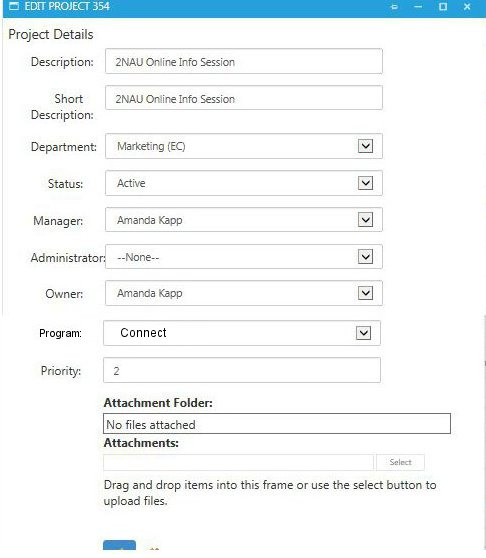 EDIT PROJECT 354
Project Details
Description: 2NAU Online Info Session
Short
Description: 2NAU Online Info Session
Department: Marketing (EC)
Status: Active
Manager: Amanda Kapp
Administrator: --None--
Owner: Amanda Kapp
Program: Connect
Priority: 2
Attachment Folder:
No files attached
Attachments:
Select
Drag and drop items into this frame or use the select button to
upload files.